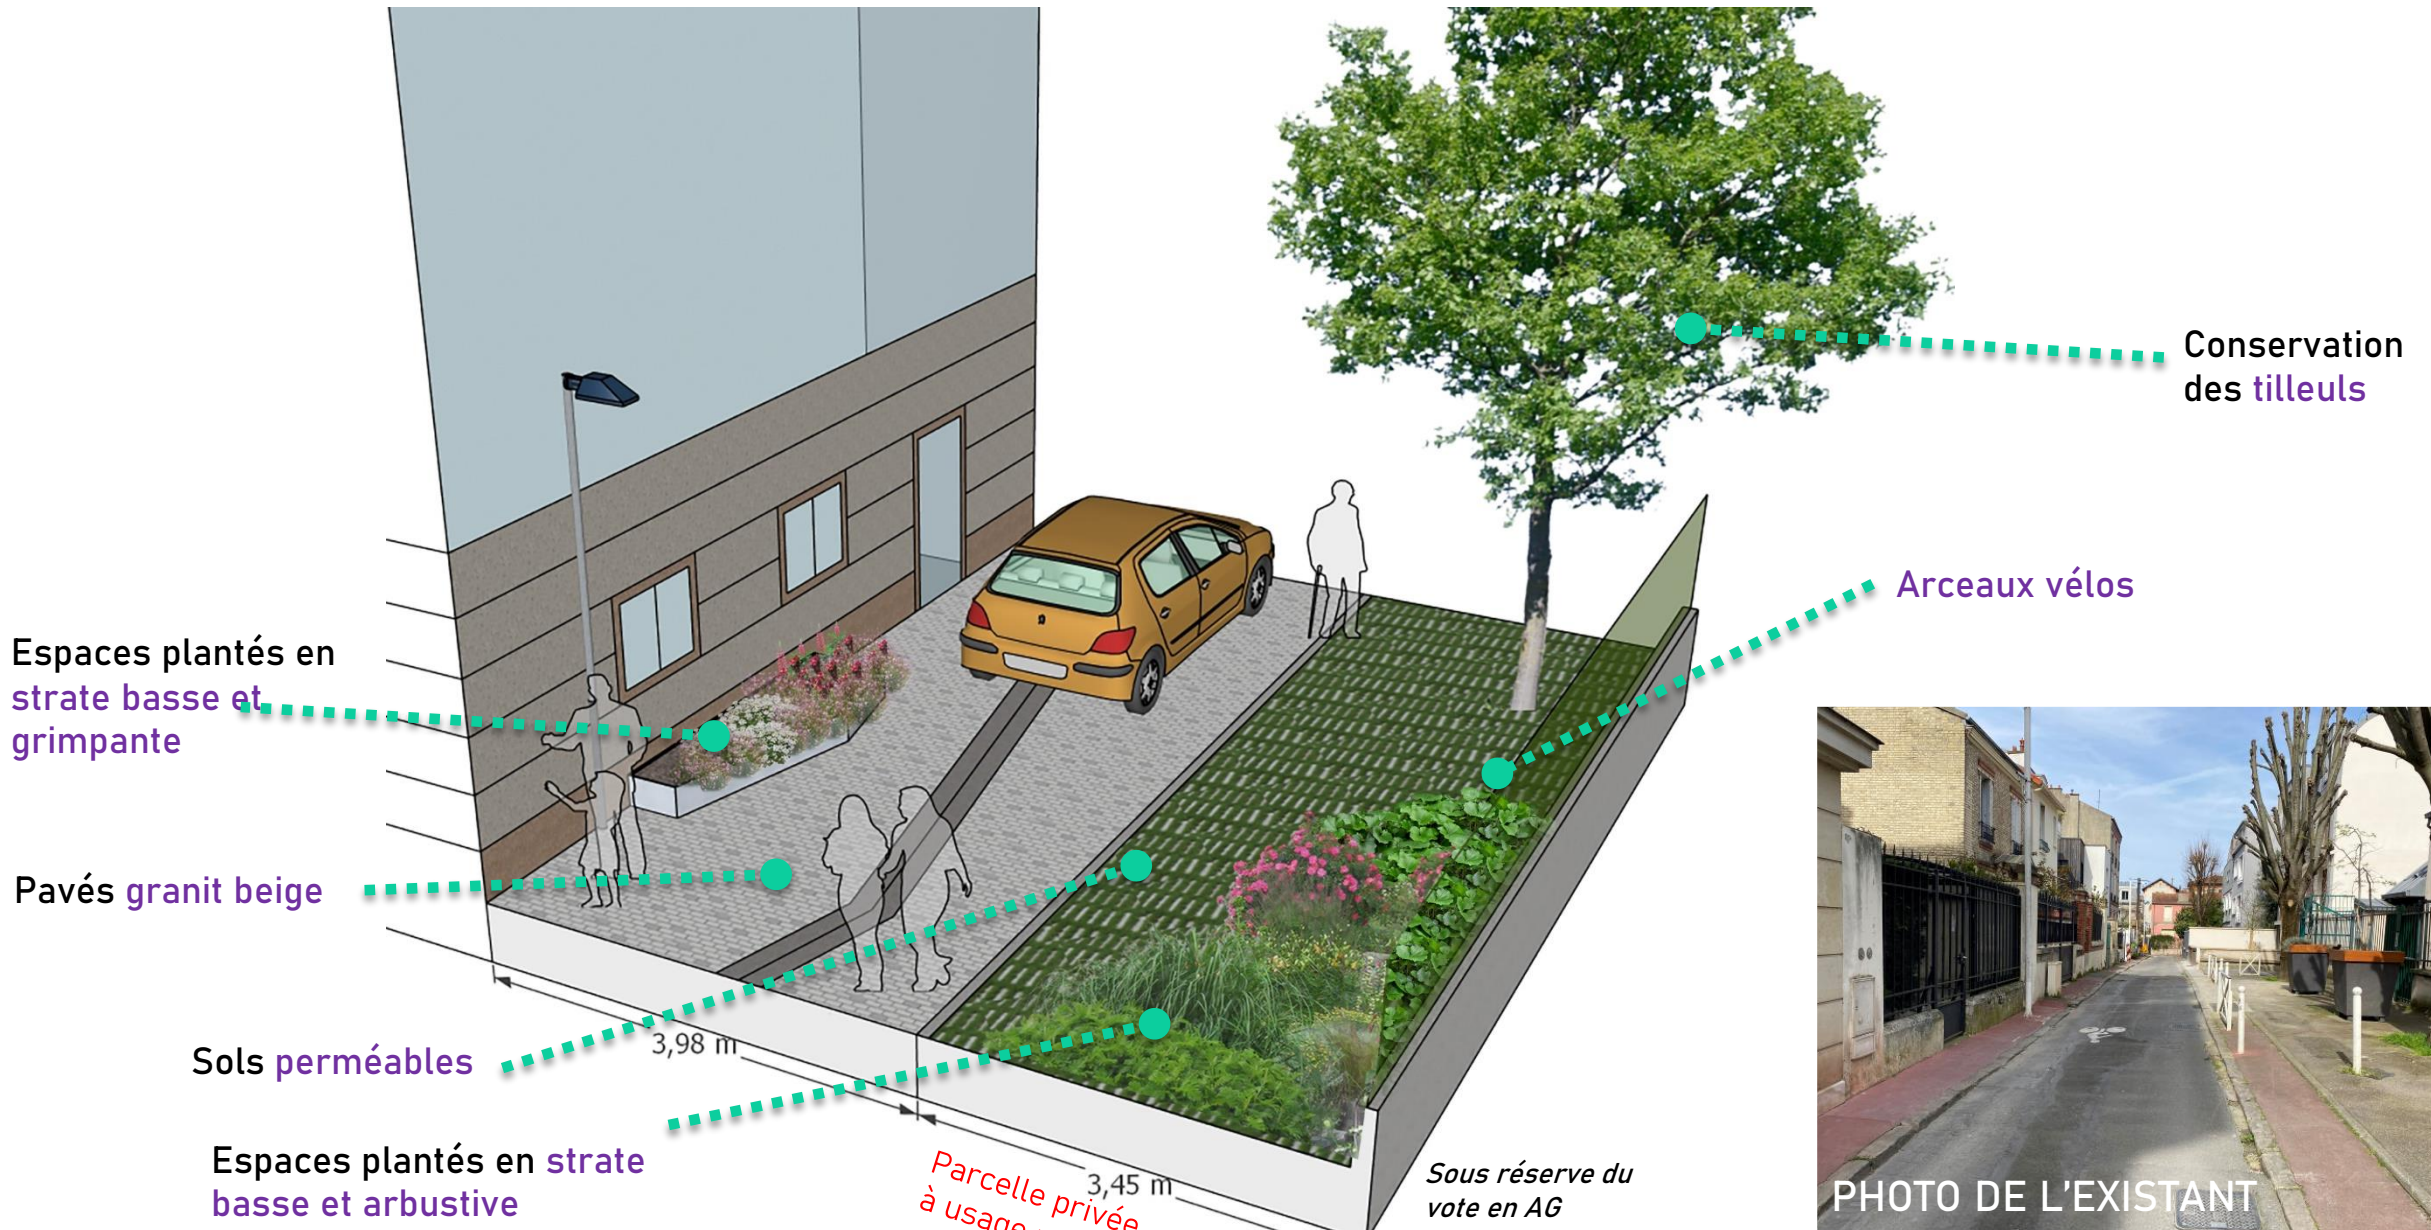 Conservation
des tilleuls
Arceaux vélos
Espaces plantés en
strate basse et
grimpante
Pavés granit beige
Sols perméables
Espaces plantés en strate
basse et arbustive
3,98 m
3,45 m
Parcelle privée
à usage
Sous réserve du
vote en AG
PHOTO DE L'EXISTANT